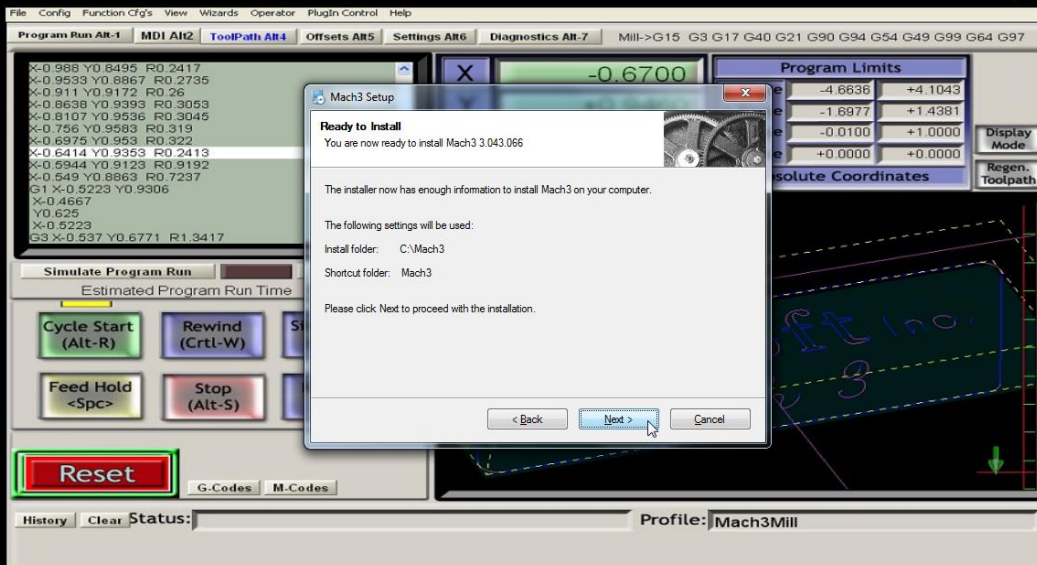 File Config Function Cfg's View Wizards Operator PlugIn Control Help
Program Run Alt-1 MDI Alt2 ToolPath Alt4 Offsets Alt5 Settings Alt6 Diagnostics Alt-7 Mill->G15 G3 G17 G40 G21 G90 G94 G54 G49 G99 G64 G97
X-0.988 Y0.8495 R0.2417
X-0.9533 Y0.8867 R0.2735
X-0.911 Y0.9172 R0.26
X-0.8638 Y0.9393 R0.3053
X-0.8107 Y0.9536 R0.3045
X-0.756 Y0.9583 R0.319
X-0.6975 Y0.953 R0.322
X-0.6414 Y0.9353 R0.2413
X-0.5944 Y0.9123 R0.9192
X-0.549 Y0.8863 R0.7237
G1 X-0.5223 Y0.9306
X-0.4667
Y0.625
X-0.5223
G3 X-0.537 Y0.6771 R1.3417
X -0.6700
Program Limits
-4.6636 +4.1043
-1.6977 +1.4381
-0.0100 +1.0000
+0.0000 +0.0000
Display Mode
Regen. Toolpath
Mach3 Setup
Ready to Install
You are now ready to install Mach3 3.043.066
The installer now has enough information to install Mach3 on your computer.
The following settings will be used:
Install folder: C:\Mach3
Shortcut folder: Mach3
Please click Next to proceed with the installation.
< Back Next > Cancel
Coordinates
Simulate Program Run
Estimated Program Run Time
Cycle Start
(Alt-R)
Rewind
(Crtl-W)
Feed Hold
<Spc>
Stop
(Alt-S)
Reset
G-Codes M-Codes
Inc.
3
History Clear Status: Profile: Mach3Mill